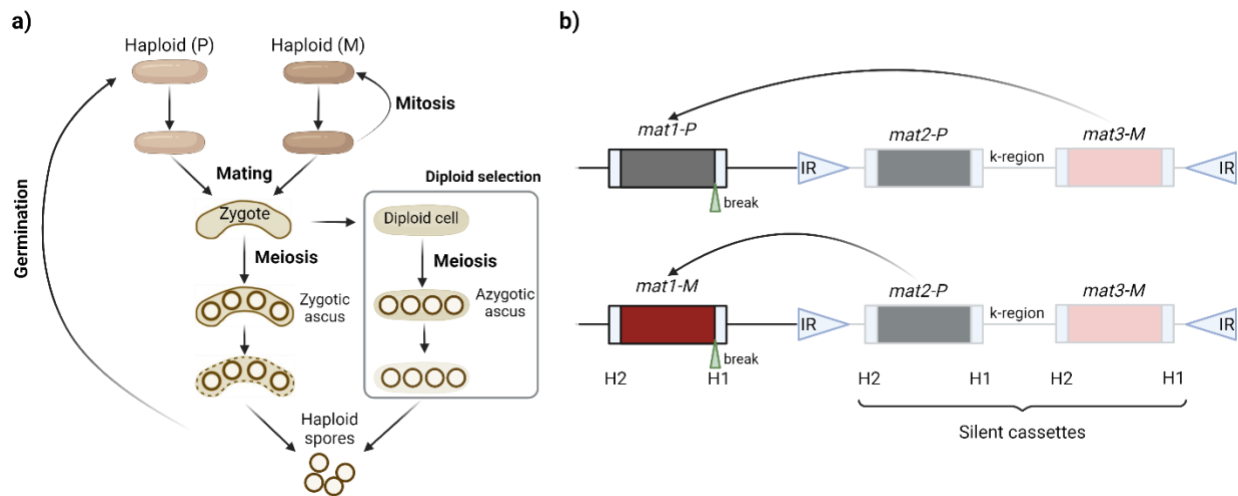 a)
Haploid (P)
Haploid (M)
Mitosis
Mating
Zygote
Meiosis
Zygotic
ascus
Diploid selection
Diploid cell
Meiosis
Azygotic
ascus
Germination
Haploid
spores
b)
mat1-P
mat2-P
mat3-M
k-region
IR
IR
break
mat1-M
mat2-P
mat3-M
k-region
IR
IR
break
H2
H1
H2
H1
H2
H1
Silent cassettes